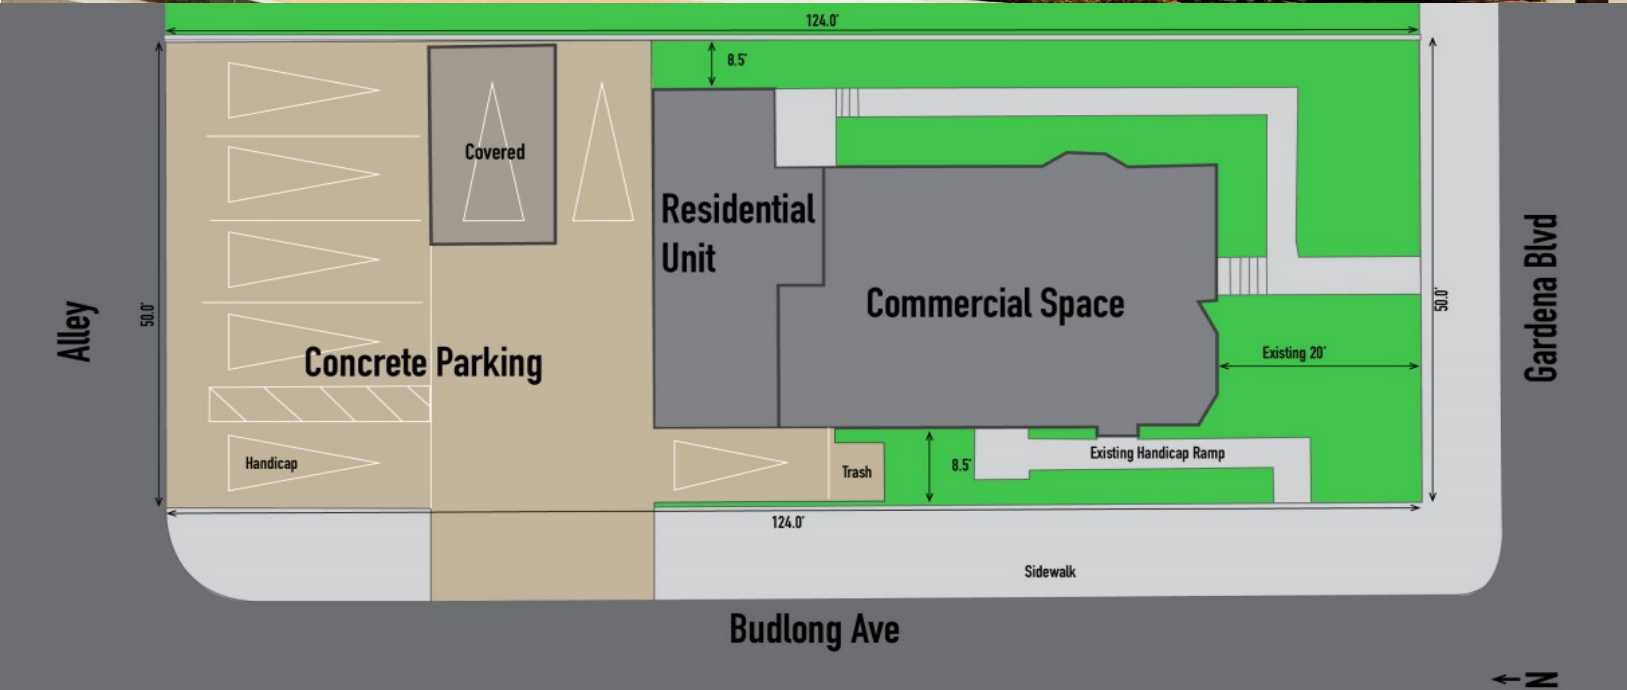 124.0'
8.5'
Covered
Residential
Unit
Commercial Space
Gardena Blvd
50.0'
Alley
50.0'
Existing 20'
Concrete Parking
Handicap
Trash
8.5'
Existing Handicap Ramp
124.0'
Sidewalk
Budlong Ave
N